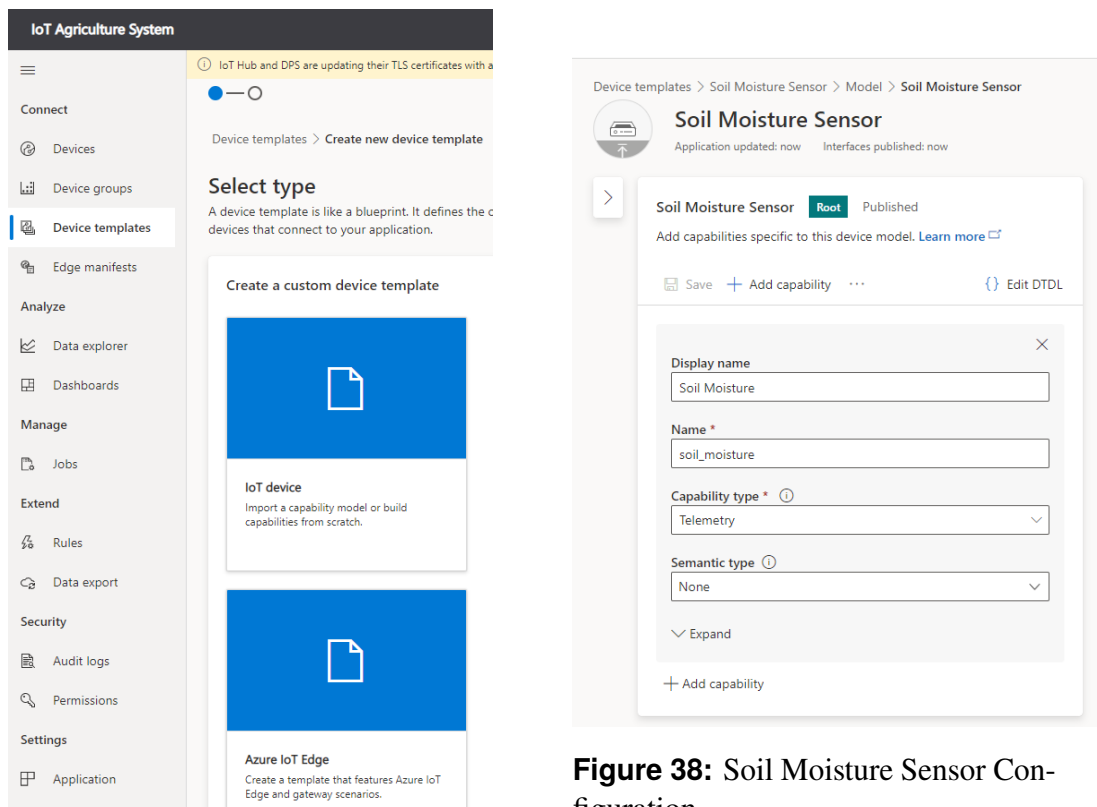 IoT Agriculture System
IoT Hub and DPS are updating their TLS certificates with a
Connect
Devices
Device groups
Device templates
Edge manifests
Analyze
Data explorer
Dashboards
Manage
Jobs
Extend
Rules
Data export
Security
Audit logs
Permissions
Settings
Application
Device templates > Create new device template
Select type
A device template is like a blueprint. It defines the c
devices that connect to your application.
Create a custom device template
IoT device
Import a capability model or build
capabilities from scratch.
Azure IoT Edge
Create a template that features Azure IoT
Edge and gateway scenarios.
Device templates > Soil Moisture Sensor > Model > Soil Moisture Sensor
Soil Moisture Sensor
Application updated: now Interfaces published: now
Soil Moisture Sensor Root Published
Add capabilities specific to this device model. Learn more
Save + Add capability ··· {} Edit DTDL
Display name
Soil Moisture
Name *
soil_moisture
Capability type *
Telemetry
Semantic type
None
Expand
+ Add capability
Figure 38: Soil Moisture Sensor Con-
figuration